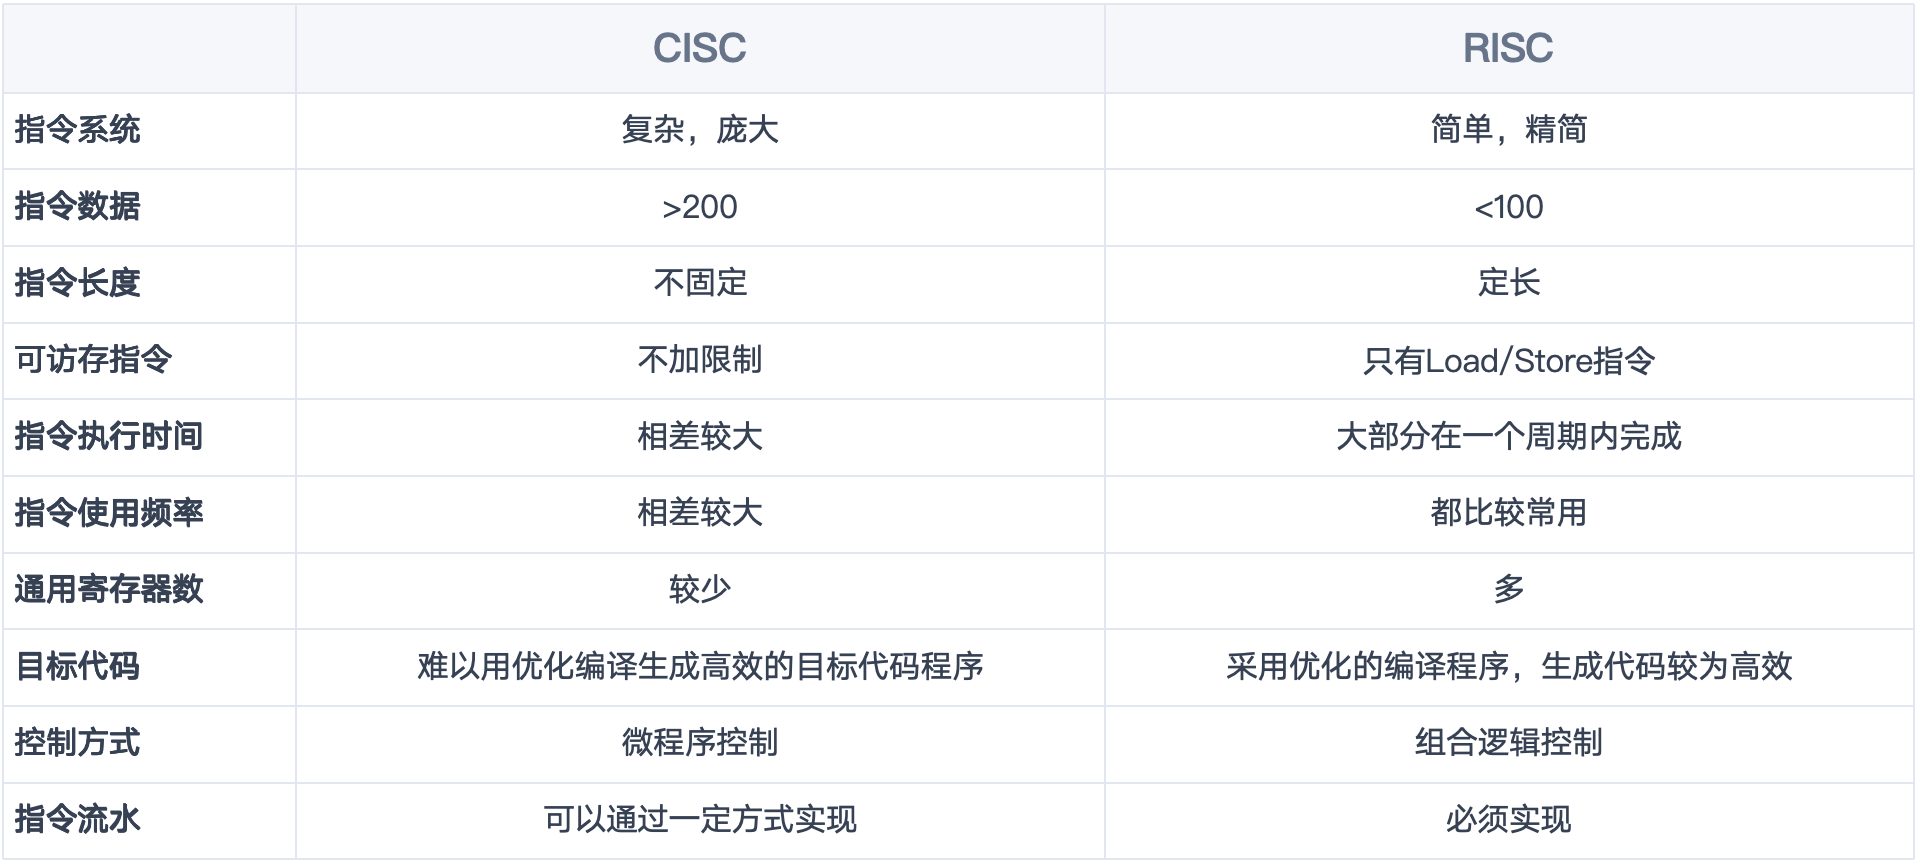 CISC RISC
指令系统 复杂，庞大 简单，精简
指令数据 >200 <100
指令长度 不固定 定长
可访存指令 不加限制 只有Load/Store指令
指令执行时间 相差较大 大部分在一个周期内完成
指令使用频率 相差较大 都比较常用
通用寄存器数 较少 多
目标代码 难以用优化编译生成高效的目标代码程序 采用优化的编译程序，生成代码较为高效
控制方式 微程序控制 组合逻辑控制
指令流水 可以通过一定方式实现 必须实现